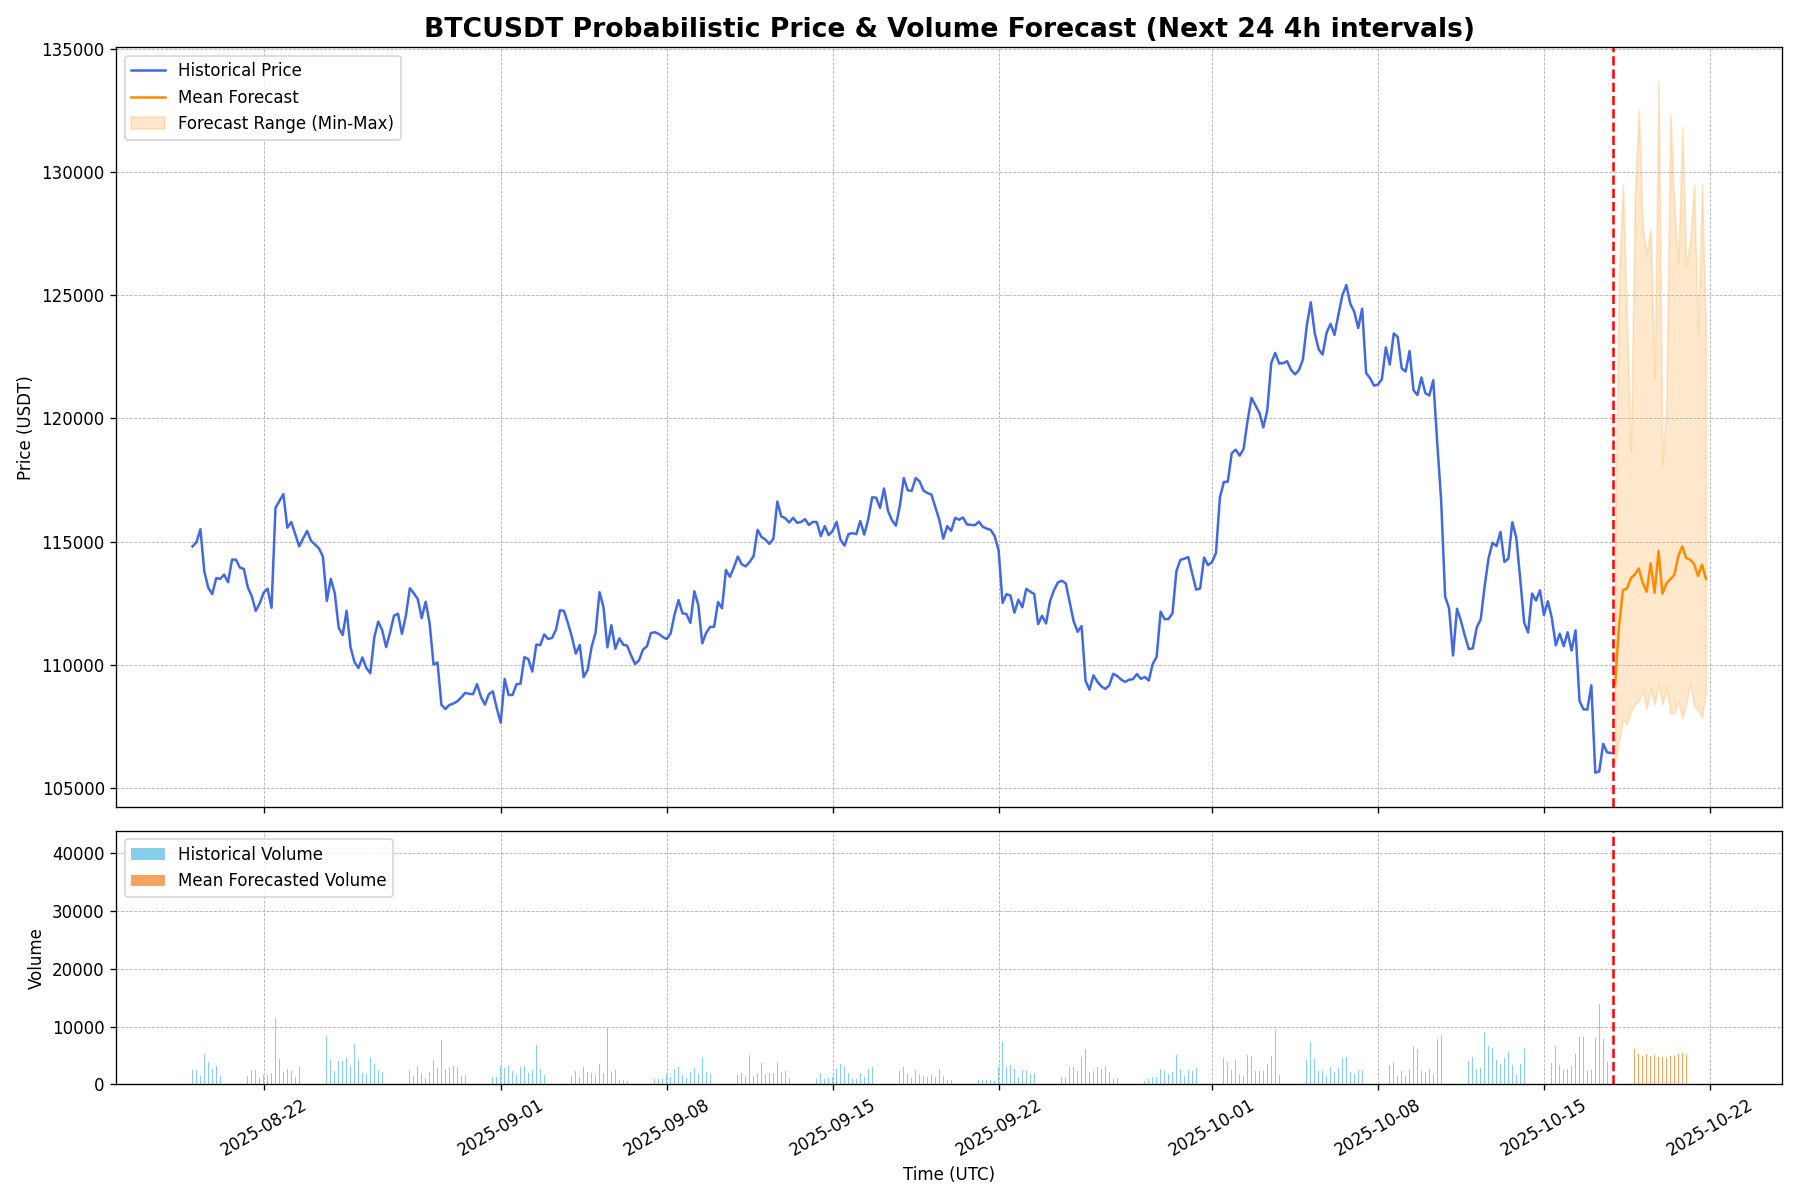 BTCUSDT Probabilistic Price & Volume Forecast (Next 24 4h intervals)
Historical Price
Mean Forecast
Forecast Range (Min-Max)
Price (USDT)
135000
130000
125000
120000
115000
110000
105000
Historical Volume
Mean Forecasted Volume
Volume
40000
30000
20000
10000
0
2025-08-22
2025-09-01
2025-09-08
2025-09-15
2025-09-22
2025-10-01
2025-10-08
2025-10-15
2025-10-22
Time (UTC)